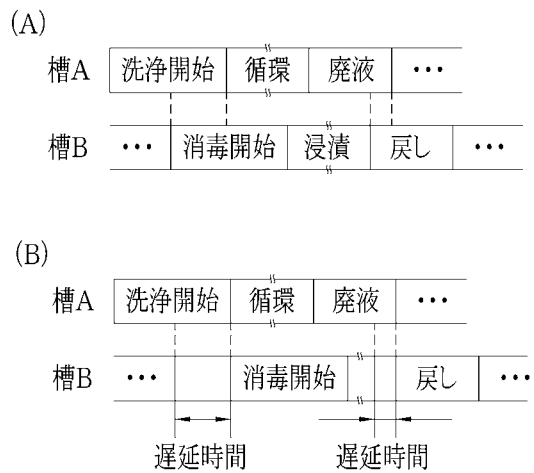 (A)
槽A 洗浄開始 循環 廃液 ･･･
槽B ･･･ 消毒開始 浸漬 戻し ･･･
(B)
槽A 洗浄開始 循環 廃液 ･･･
槽B ･･･ 消毒開始 戻し ･･･
遅延時間 遅延時間